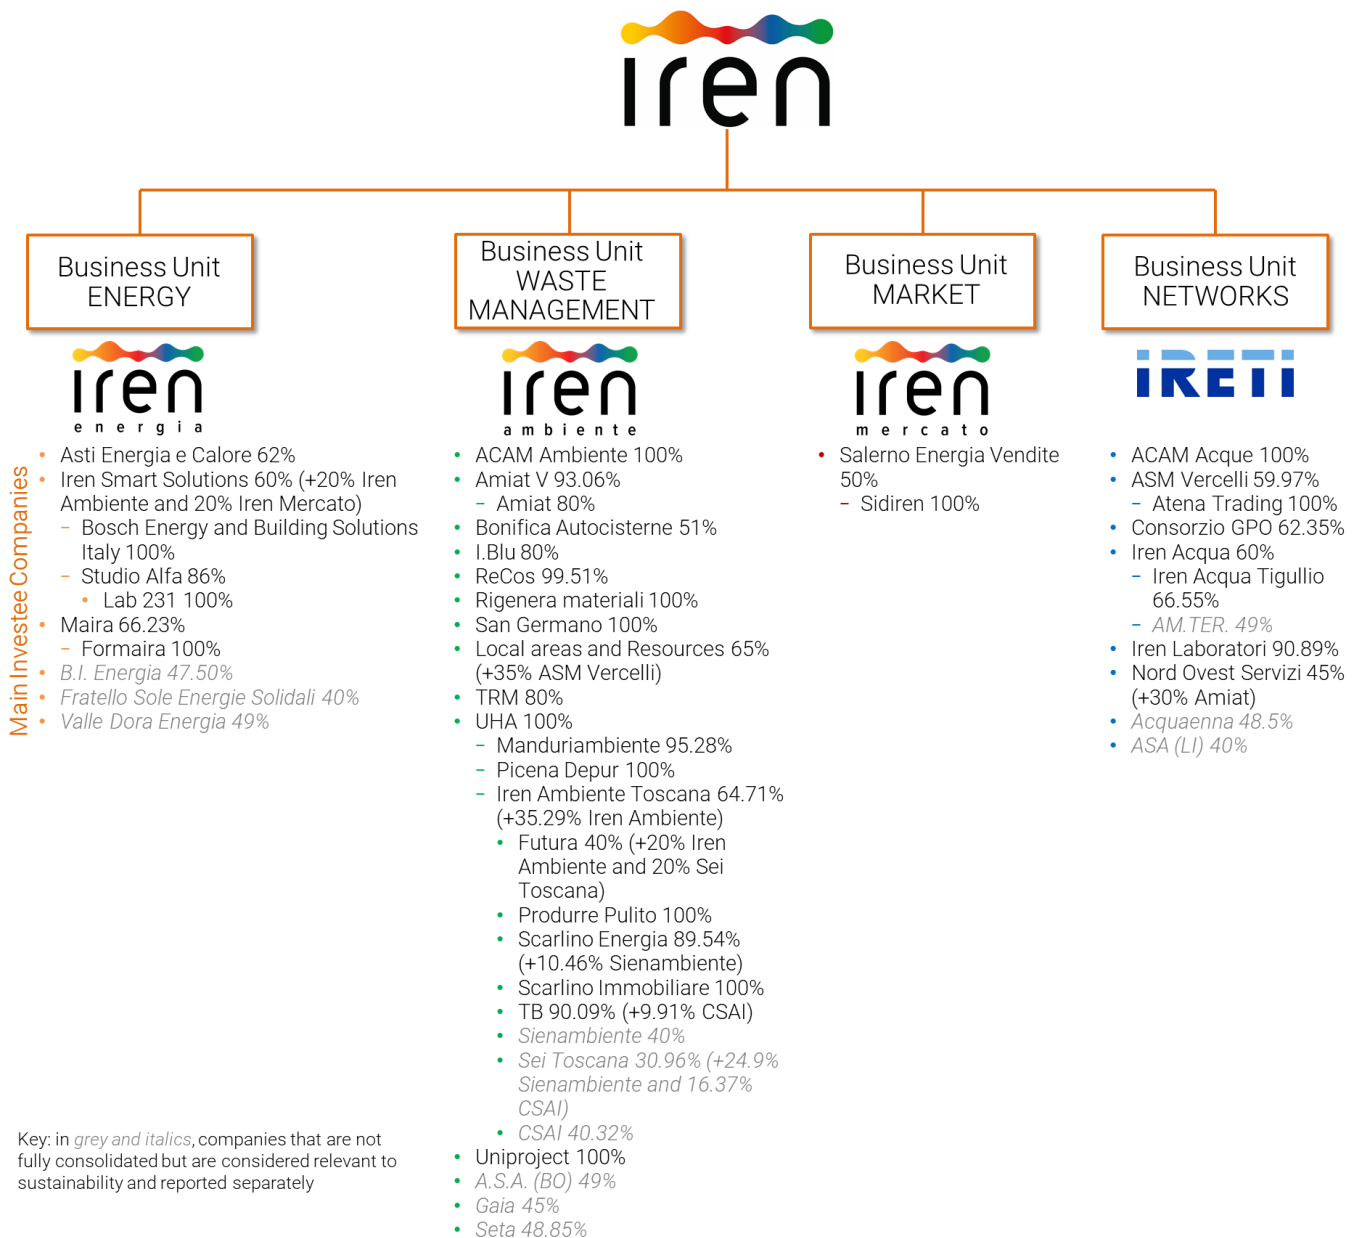 iren
Business Unit
ENERGY
Business Unit
WASTE
MANAGEMENT
Business Unit
MARKET
Business Unit
NETWORKS
iren
energia
iren
ambiente
iren
mercato
IRETI
Main Investee Companies
• Asti Energia e Calore 62%
• Iren Smart Solutions 60% (+20% Iren
Ambiente and 20% Iren Mercato)
– Bosch Energy and Building Solutions
Italy 100%
– Studio Alfa 86%
• Lab 231 100%
• Maira 66.23%
– Formaira 100%
• B.I. Energia 47.50%
• Fratello Sole Energie Solidali 40%
• Valle Dora Energia 49%
• ACAM Ambiente 100%
• Amiat V 93.06%
– Amiat 80%
• Bonifica Autocisterne 51%
• I.Blu 80%
• ReCos 99.51%
• Rigenera materiali 100%
• San Germano 100%
• Local areas and Resources 65%
(+35% ASM Vercelli)
• TRM 80%
• UHA 100%
– Manduriambiente 95.28%
– Picena Depur 100%
– Iren Ambiente Toscana 64.71%
(+35.29% Iren Ambiente)
• Futura 40% (+20% Iren
Ambiente and 20% Sei
Toscana)
• Produrre Pulito 100%
• Scarlino Energia 89.54%
(+10.46% Sienambiente)
• Scarlino Immobiliare 100%
• TB 90.09% (+9.91% CSAI)
• Sienambiente 40%
• Sei Toscana 30.96% (+24.9%
Sienambiente and 16.37%
CSAI)
• CSAI 40.32%
• Uniproject 100%
• A.S.A. (BO) 49%
• Gaia 45%
• Seta 48.85%
• Salerno Energia Vendite
50%
– Sidiren 100%
• ACAM Acque 100%
• ASM Vercelli 59.97%
– Atena Trading 100%
• Consorzio GPO 62.35%
• Iren Acqua 60%
– Iren Acqua Tigullio
66.55%
– AM.TER. 49%
• Iren Laboratori 90.89%
• Nord Ovest Servizi 45%
(+30% Amiat)
• Acquaenna 48.5%
• ASA (LI) 40%
Key: in grey and italics, companies that are not
fully consolidated but are considered relevant to
sustainability and reported separately